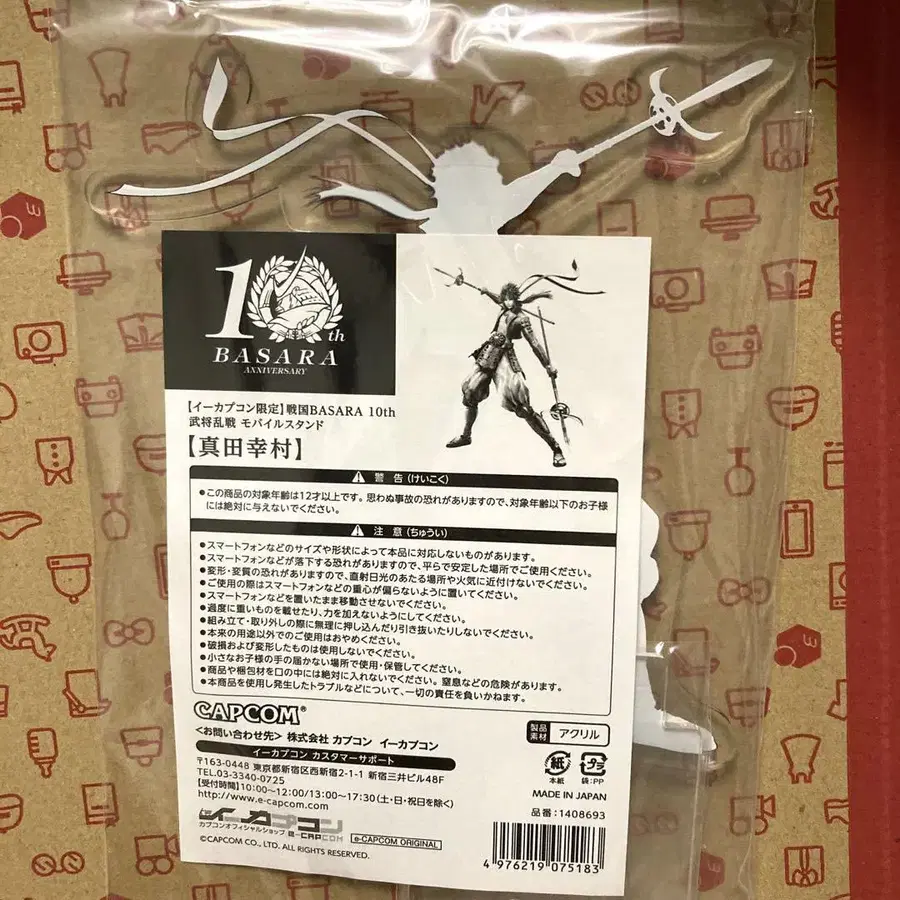 10th
BASARA
ANNIVERSARY
【イーカプコン限定】戦国BASARA 10th
武将乱戦 モバイルスタンド
【真田幸村】
警 告 (けいこく)
●この商品の対象年齢は12才以上です。思わぬ事故の恐れがありますので、対象年齢以下のお子様
には絶対に与えないでください。
注 意 (ちゅうい)
●スマートフォンなどのサイズや形状によって本品に対応しないものがあります。
●スマートフォンなどが落下する恐れがありますので、平らで安定した場所でご使用ください。
●変形・変質の恐れがありますので、直射日光のあたる場所や火気に近付けないでください。
●ご使用の際はスマートフォンなどの重心が偏らないように置いてください。
●スマートフォンなどを置いたまま移動させないでください。
●過度に重いものを載せたり、力を加えないようにしてください。
●組み立て・取り外しの際に無理に押し込んだり引き抜いたりしないでください。
●本来の用途以外でのご使用はおやめください。
●破損および変形したものは使用しないでください。
●小さなお子様の手の届かない場所で使用・保管してください。
●商品や梱包材を口の中には絶対に入れないでください。窒息などの危険があります。
●本商品を使用し発生したトラブルなどについて、一切の責任を負いかねます。
CAPCOM®
<お問い合わせ先> 株式会社 カプコン イーカプコン
イーカプコン カスタマーサポート
〒163-0448 東京都新宿区西新宿2-1-1 新宿三井ビル48F
TEL.03-3340-0725
【受付時間】10:00〜12:00/13:00〜17:30(土・日・祝日を除く)
http://www.e-capcom.com
イーカプコン
カプコンオフィシャルショップ e-CAPCOM
e-CAPCOM ORIGINAL
©CAPCOM CO., LTD. ALL RIGHTS RESERVED.
製品
素材
アクリル
紙
本紙
プラ
袋:PP
MADE IN JAPAN
品番:1408693
4 976219 075183